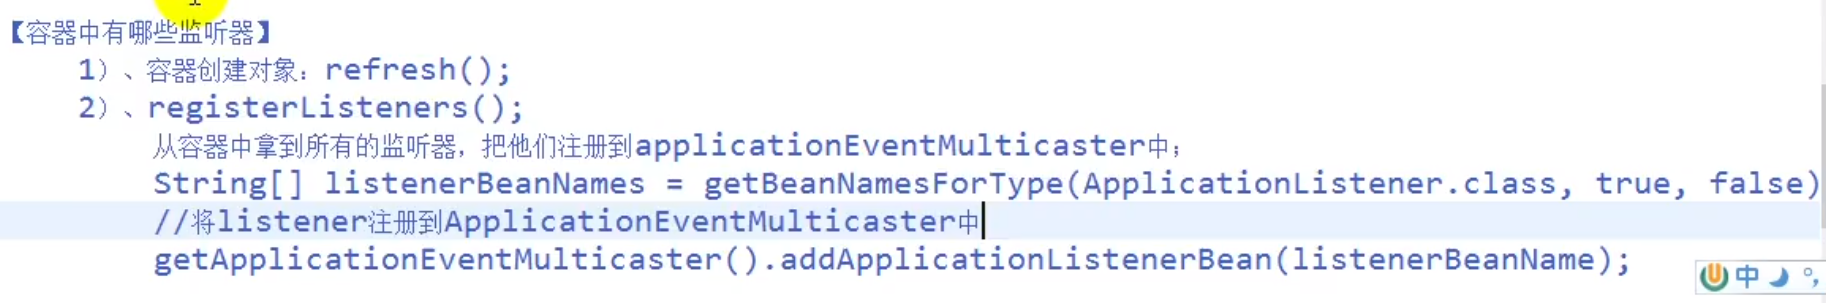 【容器中有哪些监听器】
1)、容器创建对象：refresh();
2)、registerListeners();
从容器中拿到所有的监听器，把他们注册到applicationEventMulticaster中；
String[] listenerBeanNames = getBeanNamesForType(ApplicationListener.class, true, false)
//将listener注册到ApplicationEventMulticaster中
getApplicationEventMulticaster().addApplicationListenerBean(listenerBeanName);
中